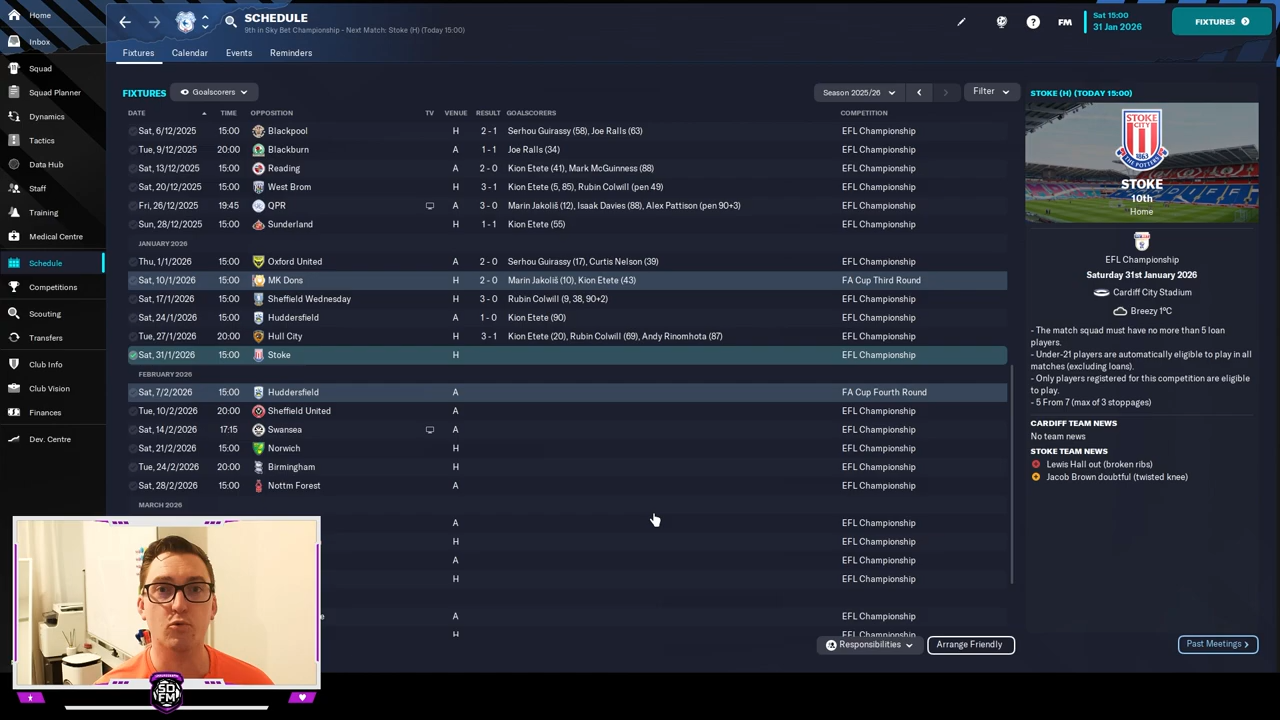 Home
Inbox
Squad
Squad Planner
Dynamics
Tactics
Data Hub
Staff
Training
Medical Centre
Schedule
Competitions
Scouting
Transfers
Club Info
Club Vision
Finances
Dev. Centre
SCHEDULE
9th in Sky Bet Championship - Next Match: Stoke (H) (Today 15:00)
FM
Sat 15:00
31 Jan 2026
FIXTURES
Fixtures Calendar Events Reminders
FIXTURES Goalscorers Season 2025/26 Filter
DATE TIME OPPOSITION TV VENUE RESULT GOALSCORERS COMPETITION
Sat, 6/12/2025 15:00 Blackpool H 2 - 1 Serhou Guirassy (58), Joe Ralls (63) EFL Championship
Tue, 9/12/2025 20:00 Blackburn A 1 - 1 Joe Ralls (34) EFL Championship
Sat, 13/12/2025 15:00 Reading A 2 - 0 Kion Etete (41), Mark McGuinness (88) EFL Championship
Sat, 20/12/2025 15:00 West Brom H 3 - 1 Kion Etete (5, 85), Rubin Colwill (pen 49) EFL Championship
Fri, 26/12/2025 19:45 QPR A 3 - 0 Marin Jakoliš (12), Isaak Davies (88), Alex Pattison (pen 90+3) EFL Championship
Sun, 28/12/2025 15:00 Sunderland H 1 - 1 Kion Etete (55) EFL Championship
JANUARY 2026
Thu, 1/1/2026 15:00 Oxford United A 2 - 0 Serhou Guirassy (17), Curtis Nelson (39) EFL Championship
Sat, 10/1/2026 15:00 MK Dons H 2 - 0 Marin Jakoliš (10), Kion Etete (43) FA Cup Third Round
Sat, 17/1/2026 15:00 Sheffield Wednesday H 3 - 0 Rubin Colwill (9, 38, 90+2) EFL Championship
Sat, 24/1/2026 15:00 Huddersfield A 1 - 0 Kion Etete (90) EFL Championship
Tue, 27/1/2026 20:00 Hull City H 3 - 1 Kion Etete (20), Rubin Colwill (69), Andy Rinomhota (87) EFL Championship
Sat, 31/1/2026 15:00 Stoke H EFL Championship
FEBRUARY 2026
Sat, 7/2/2026 15:00 Huddersfield A FA Cup Fourth Round
Tue, 10/2/2026 20:00 Sheffield United A EFL Championship
Sat, 14/2/2026 17:15 Swansea A EFL Championship
Sat, 21/2/2026 15:00 Norwich H EFL Championship
Tue, 24/2/2026 20:00 Birmingham H EFL Championship
Sat, 28/2/2026 15:00 Nottm Forest A EFL Championship
MARCH 2026
A EFL Championship
H EFL Championship
A EFL Championship
H EFL Championship
e A EFL Championship
H EFL Championship
Responsibilities Arrange Friendly
STOKE (H) (TODAY 15:00)
STOKE CITY
1863
THE POTTERS
STOKE
10th
Home
EFL Championship
Saturday 31st January 2026
Cardiff City Stadium
Breezy 1ºC
- The match squad must have no more than 5 loan
players.
- Under-21 players are automatically eligible to play in all
matches (excluding loans).
- Only players registered for this competition are eligible
to play.
- 5 From 7 (max of 3 stoppages)
CARDIFF TEAM NEWS
No team news
STOKE TEAM NEWS
Lewis Hall out (broken ribs)
Jacob Brown doubtful (twisted knee)
Past Meetings
SD
FM